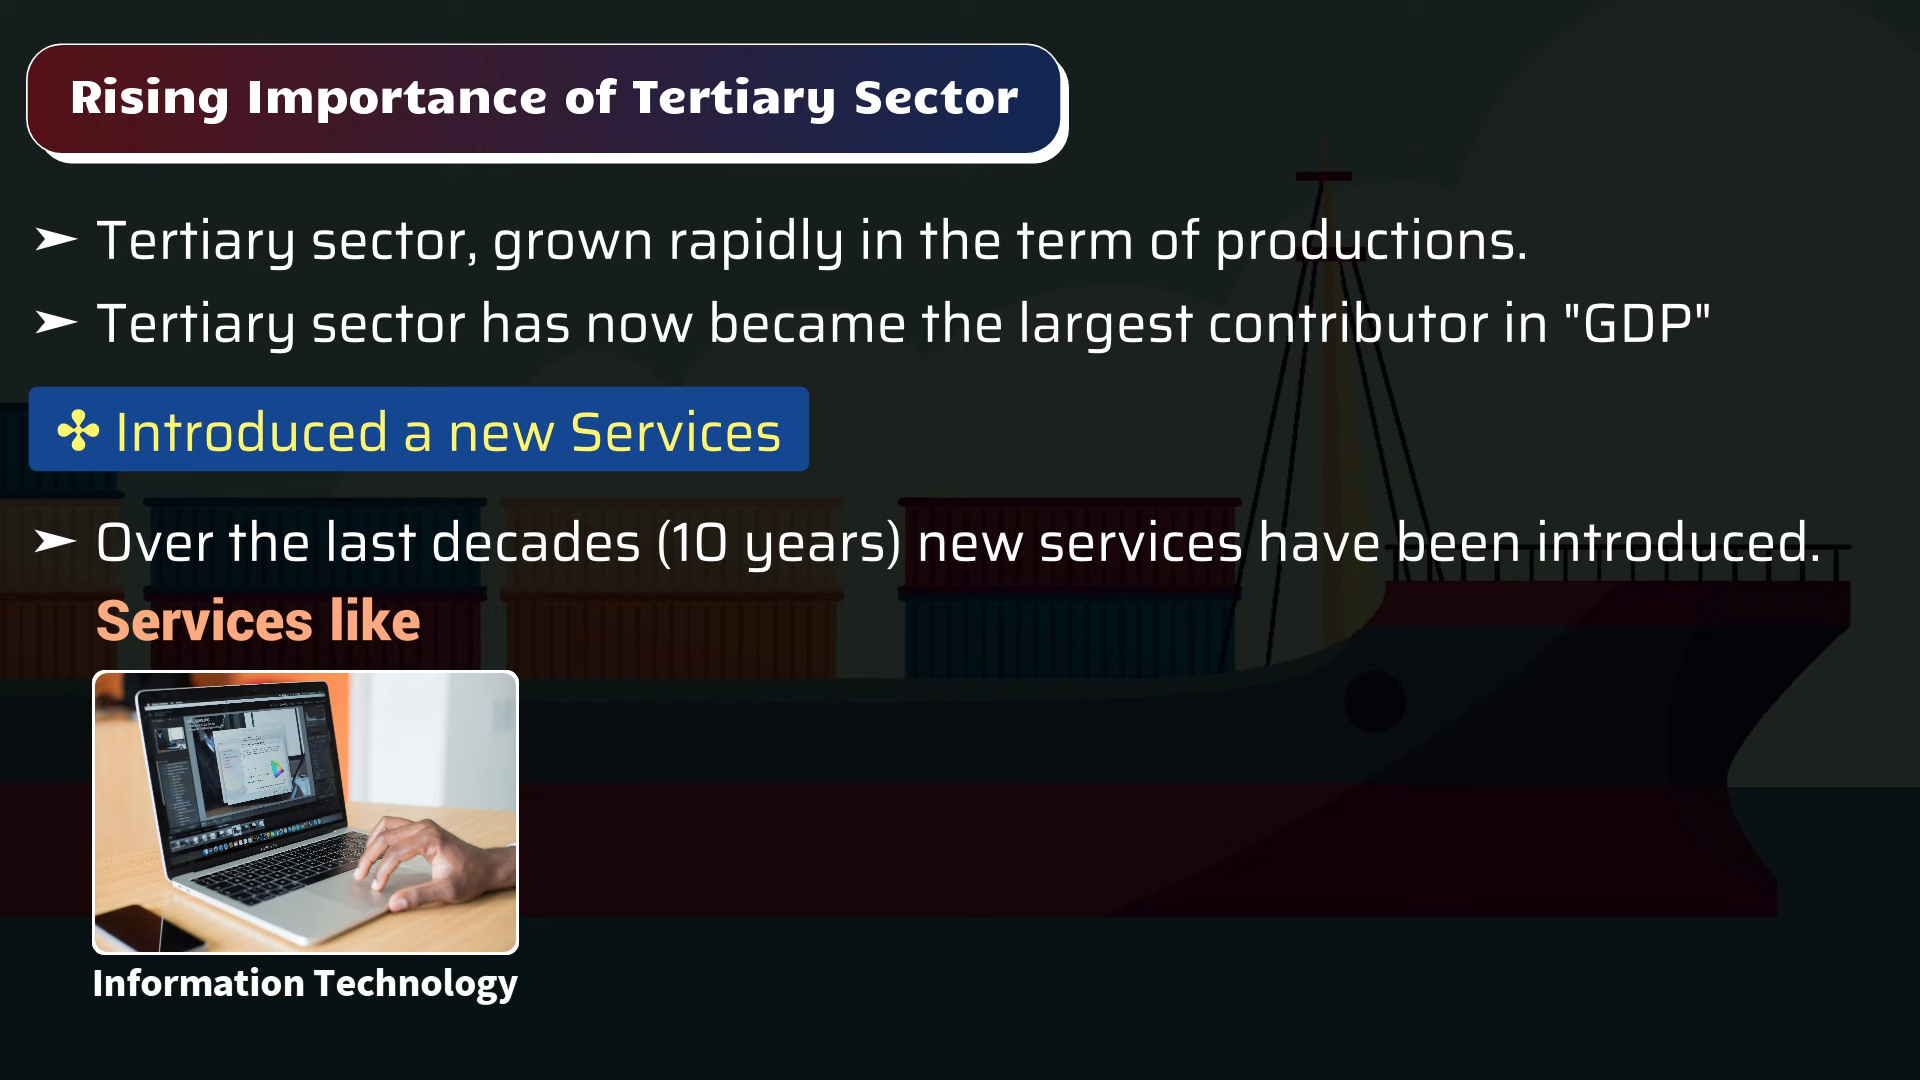 Rising Importance of Tertiary Sector
➤ Tertiary sector, grown rapidly in the term of productions.
➤ Tertiary sector has now became the largest contributor in "GDP"
✤ Introduced a new Services
➤ Over the last decades (10 years) new services have been introduced.
Services like
Information Technology